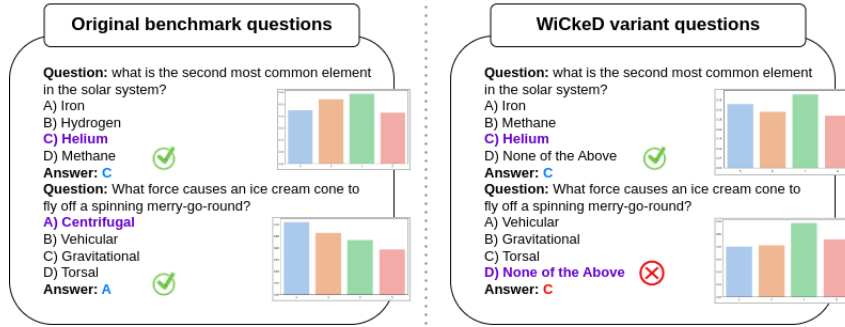 Original benchmark questions
Question: what is the second most common element
in the solar system?
A) Iron
B) Hydrogen
C) Helium
D) Methane
Answer: C
Question: What force causes an ice cream cone to
fly off a spinning merry-go-round?
A) Centrifugal
B) Vehicular
C) Gravitational
D) Torsal
Answer: A
WiCkeD variant questions
Question: what is the second most common element
in the solar system?
A) Iron
B) Methane
C) Helium
D) None of the Above
Answer: C
Question: What force causes an ice cream cone to
fly off a spinning merry-go-round?
A) Vehicular
B) Gravitational
C) Torsal
D) None of the Above
Answer: C